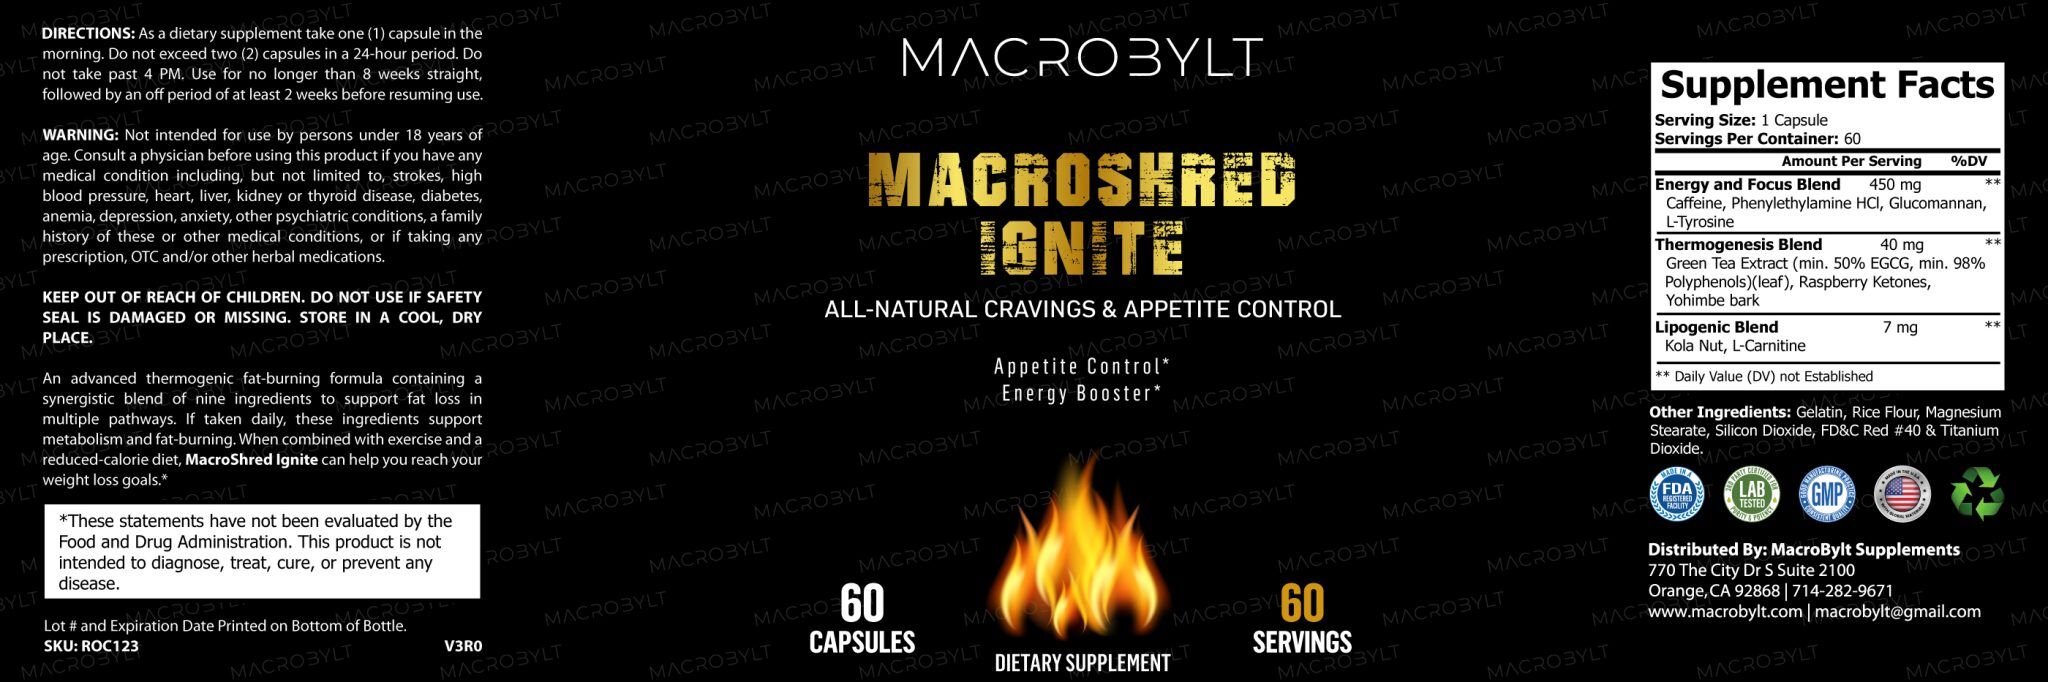 DIRECTIONS: As a dietary supplement take one (1) capsule in the
morning. Do not exceed two (2) capsules in a 24-hour period. Do
not take past 4 PM. Use for no longer than 8 weeks straight,
followed by an off period of at least 2 weeks before resuming use.
WARNING: Not intended for use by persons under 18 years of
age. Consult a physician before using this product if you have any
medical condition including, but not limited to, strokes, high
blood pressure, heart, liver, kidney or thyroid disease, diabetes,
anemia, depression, anxiety, other psychiatric conditions, a family
history of these or other medical conditions, or if taking any
prescription, OTC and/or other herbal medications.
KEEP OUT OF REACH OF CHILDREN. DO NOT USE IF SAFETY
SEAL IS DAMAGED OR MISSING. STORE IN A COOL, DRY
PLACE.
An advanced thermogenic fat-burning formula containing a
synergistic blend of nine ingredients to support fat loss in
multiple pathways. If taken daily, these ingredients support
metabolism and fat-burning. When combined with exercise and a
reduced-calorie diet, MacroShred Ignite can help you reach your
weight loss goals.*
*These statements have not been evaluated by the
Food and Drug Administration. This product is not
intended to diagnose, treat, cure, or prevent any
disease.
Lot # and Expiration Date Printed on Bottom of Bottle.
SKU: ROC123 V3R0
MACROBYLT
MACROSHRED
IGNITE
ALL-NATURAL CRAVINGS & APPETITE CONTROL
Appetite Control*
Energy Booster*
60
CAPSULES
60
SERVINGS
DIETARY SUPPLEMENT
Supplement Facts
Serving Size: 1 Capsule
Servings Per Container: 60
Amount Per Serving %DV
Energy and Focus Blend 450 mg **
Caffeine, Phenylethylamine HCl, Glucomannan,
L-Tyrosine
Thermogenesis Blend 40 mg **
Green Tea Extract (min. 50% EGCG, min. 98%
Polyphenols)(leaf), Raspberry Ketones,
Yohimbe bark
Lipogenic Blend 7 mg **
Kola Nut, L-Carnitine
** Daily Value (DV) not Established
Other Ingredients: Gelatin, Rice Flour, Magnesium
Stearate, Silicon Dioxide, FD&C Red #40 & Titanium
Dioxide.
MADE IN A
FDA
REGISTERED
FACILITY
LAB
TESTED
GMP
MADE IN THE U.S.A.
Distributed By: MacroBylt Supplements
770 The City Dr S Suite 2100
Orange, CA 92868 | 714-282-9671
www.macrobylt.com | macrobylt@gmail.com